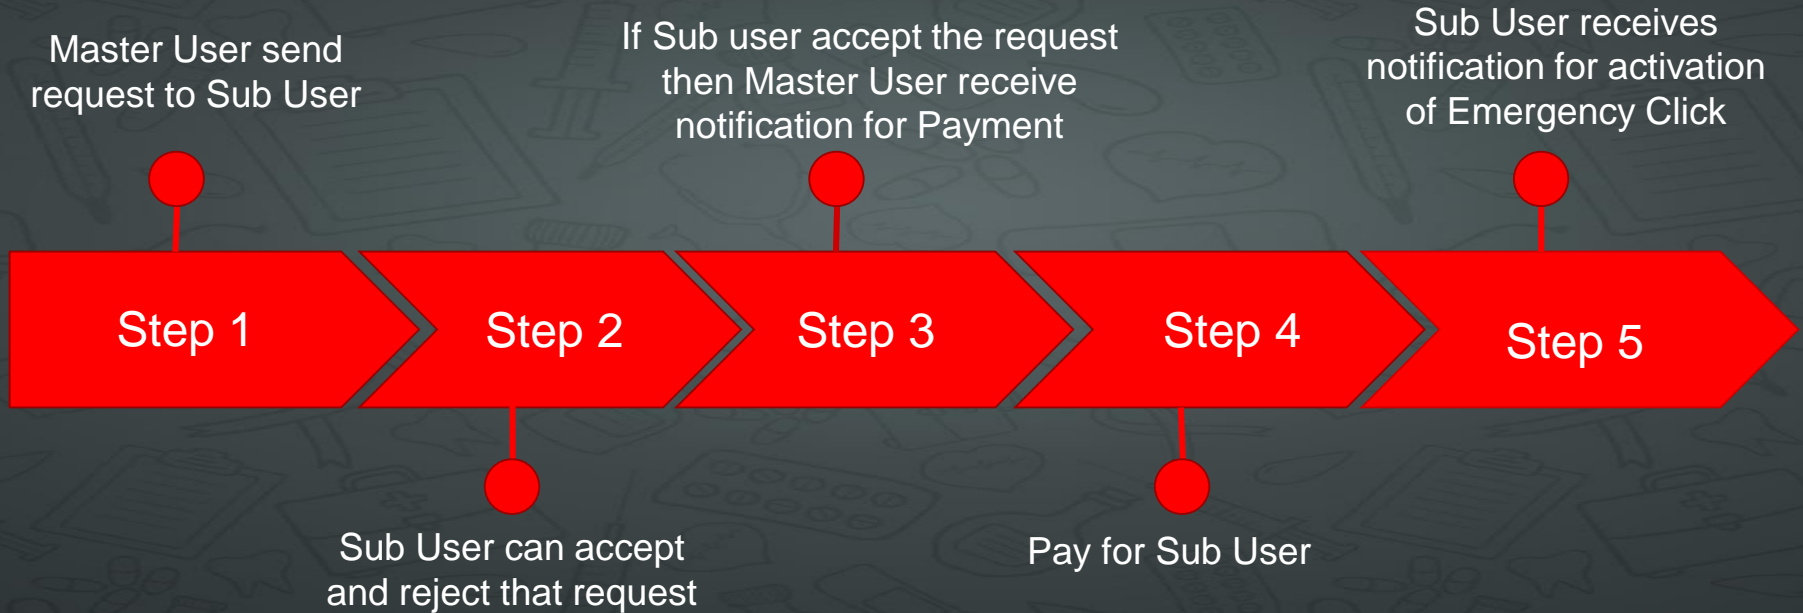 Master User send
request to Sub User
If Sub user accept the request
then Master User receive
notification for Payment
Sub User receives
notification for activation
of Emergency Click
Step 1
Step 2
Step 3
Step 4
Step 5
Sub User can accept
and reject that request
Pay for Sub User